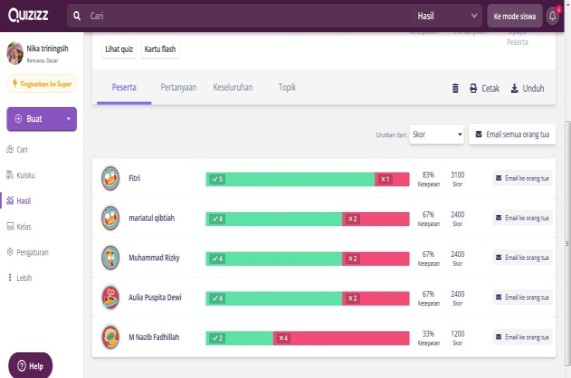 QUIZIZZ
Cari
Hasil
Ke mode siswa
Nika triningsih
Rencana: Dasar
Tingkatkan ke Super
Buat
Cari
Kuisku
Hasil
Kelas
Pengaturan
Lebih
Help
Lihat quiz
Kartu flash
Peserta
Peserta
Pertanyaan
Keseluruhan
Topik
Cetak
Unduh
Urutkan dari:
Skor
Email semua orang tua
Fitri
5
1
83%
Ketepatan
3100
Skor
Email ke orang tua
mariatul qibtiah
4
2
67%
Ketepatan
2400
Skor
Email ke orang tua
Muhammad Rizky
4
2
67%
Ketepatan
2400
Skor
Email ke orang tua
Aulia Puspita Dewi
4
2
67%
Ketepatan
2400
Skor
Email ke orang tua
M Nazib Fadhillah
2
4
33%
Ketepatan
1200
Skor
Email ke orang tua